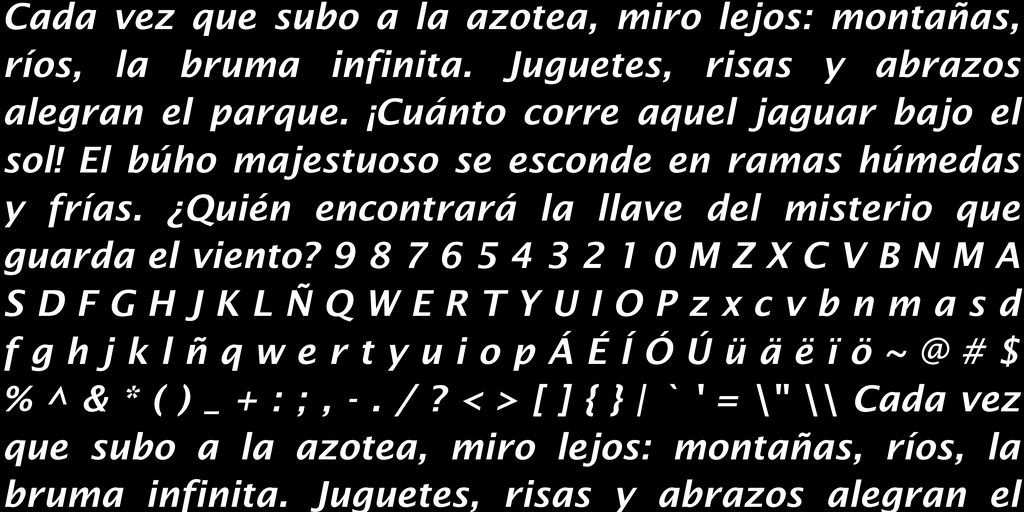 Cada vez que subo a la azotea, miro lejos: montañas,
ríos, la bruma infinita. Juguetes, risas y abrazos
alegran el parque. ¡Cuánto corre aquel jaguar bajo el
sol! El búho majestuoso se esconde en ramas húmedas
y frías. ¿Quién encontrará la llave del misterio que
guarda el viento? 9 8 7 6 5 4 3 2 1 0 M Z X C V B N M A
S D F G H J K L Ñ Q W E R T Y U I O P z x c v b n m a s d
f g h j k l ñ q w e r t y u i o p Á É Í Ó Ú ü ä ë ï ö ~ @ # $
% ^ & * ( ) _ + : ; , - . / ? < > [ ] { } | ` ' = \" \\ Cada vez
que subo a la azotea, miro lejos: montañas, ríos, la
bruma infinita. Juguetes, risas y abrazos alegran el